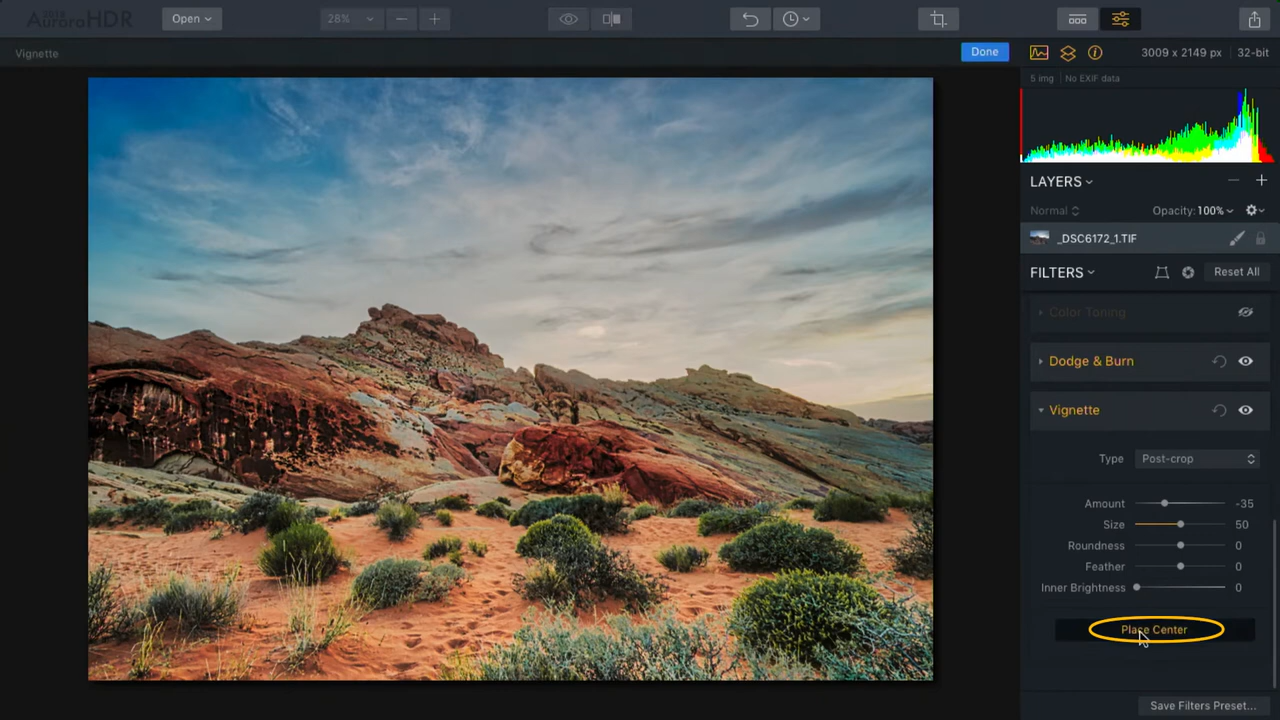 2018
AuroraHDR
Open
28%
Vignette
Done
3009 x 2149 px
32-bit
5 img | No EXIF data
LAYERS
Normal
Opacity: 100%
_DSC6172_1.TIF
FILTERS
Reset All
Color Toning
Dodge & Burn
Vignette
Type Post-crop
Amount -35
Size 50
Roundness 0
Feather 0
Inner Brightness 0
Place Center
Save Filters Preset...